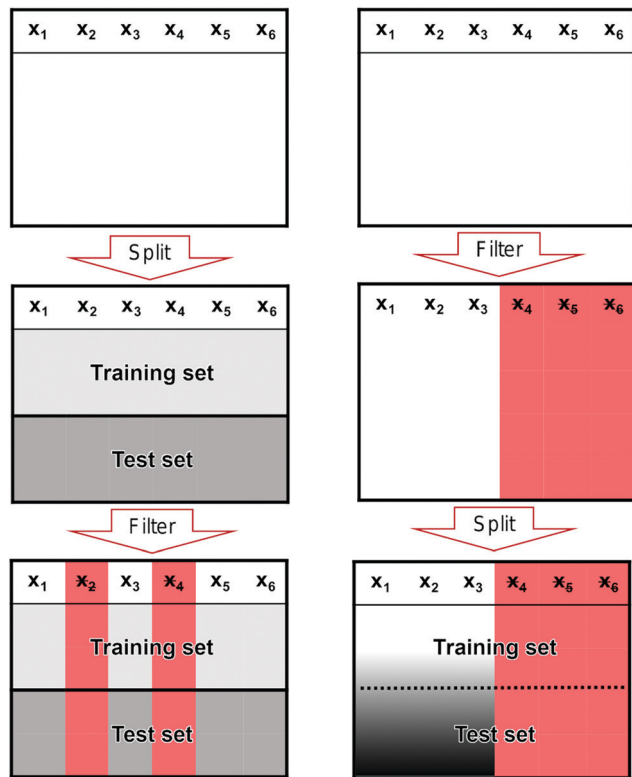 x₁ x₂ x₃ x₄ x₅ x₆
Split
x₁ x₂ x₃ x₄ x₅ x₆
Training set
Test set
Filter
x₁ x₂ x₃ x₄ x₅ x₆
Training set
Test set
x₁ x₂ x₃ x₄ x₅ x₆
Filter
x₁ x₂ x₃ x₄ x₅ x₆
Split
x₁ x₂ x₃ x₄ x₅ x₆
Training set
Test set